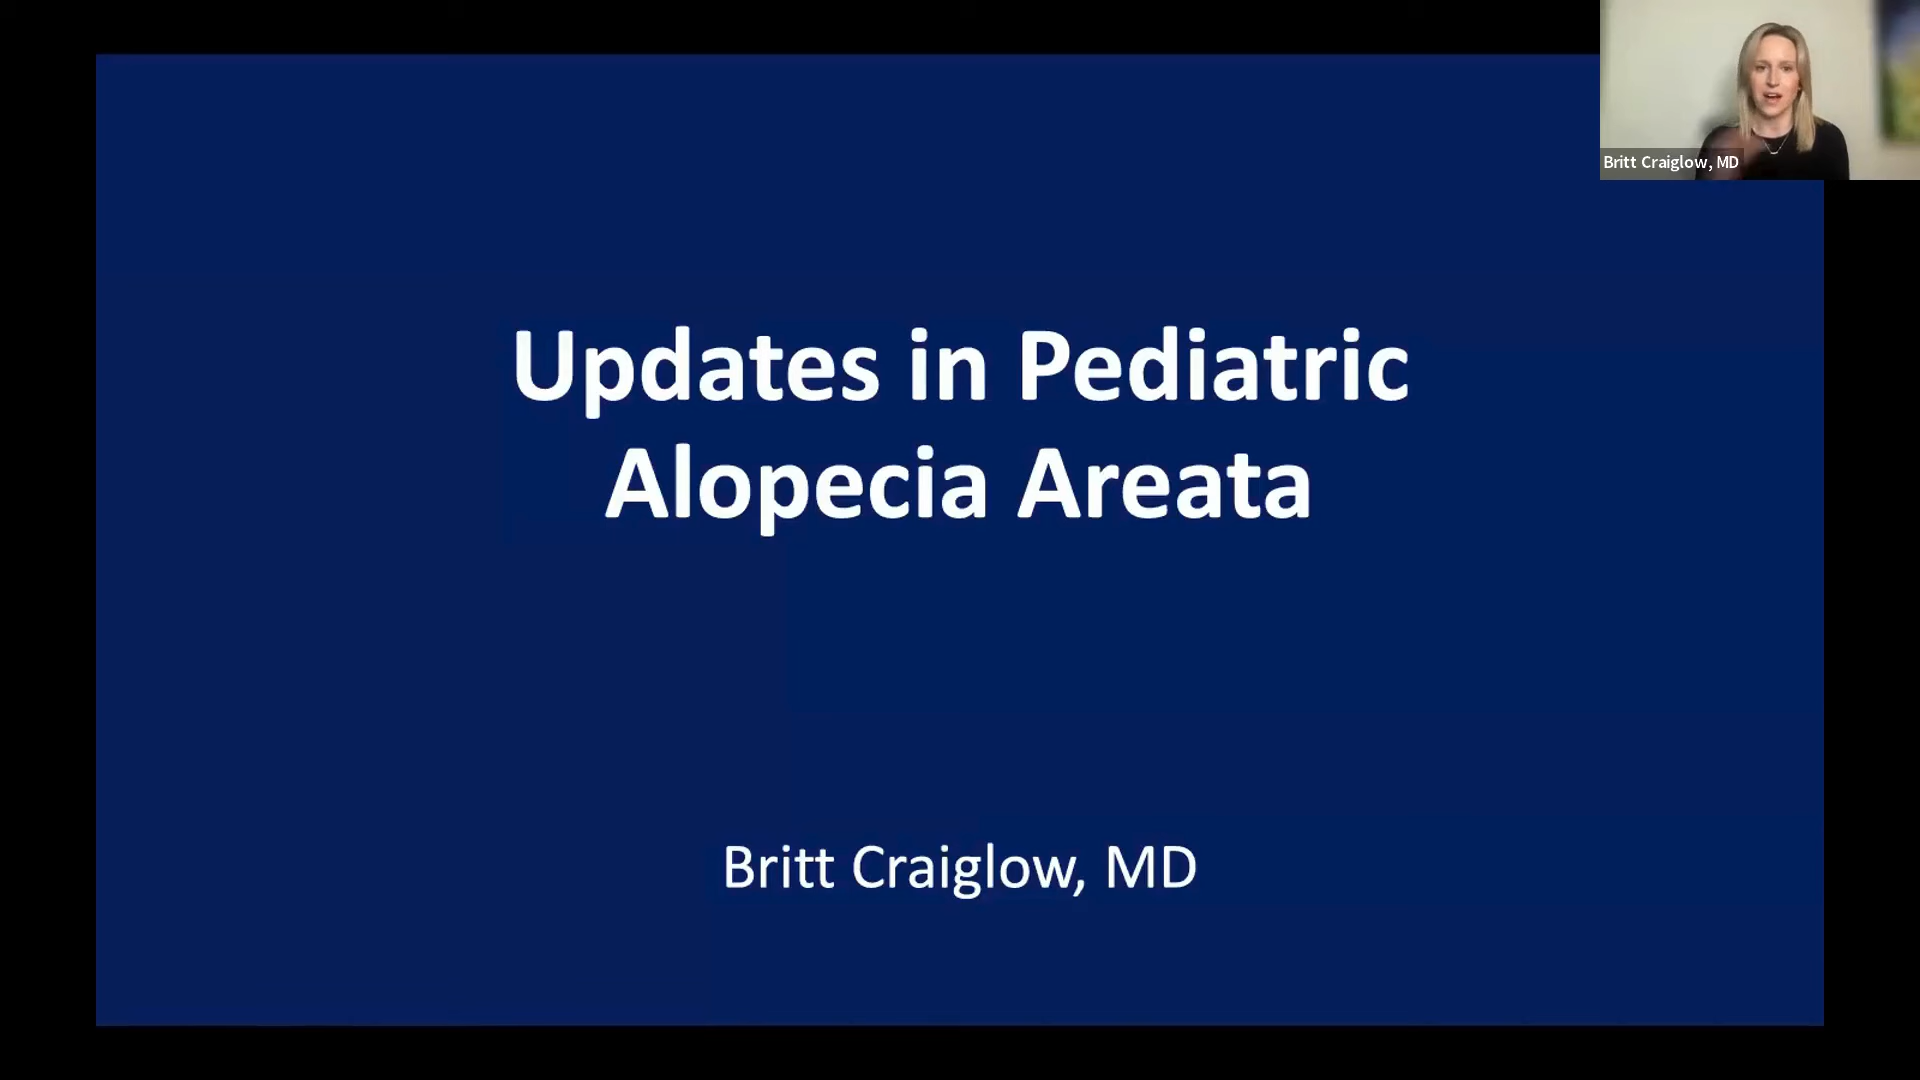 Britt Craiglow, MD
Updates in Pediatric
Alopecia Areata
Britt Craiglow, MD